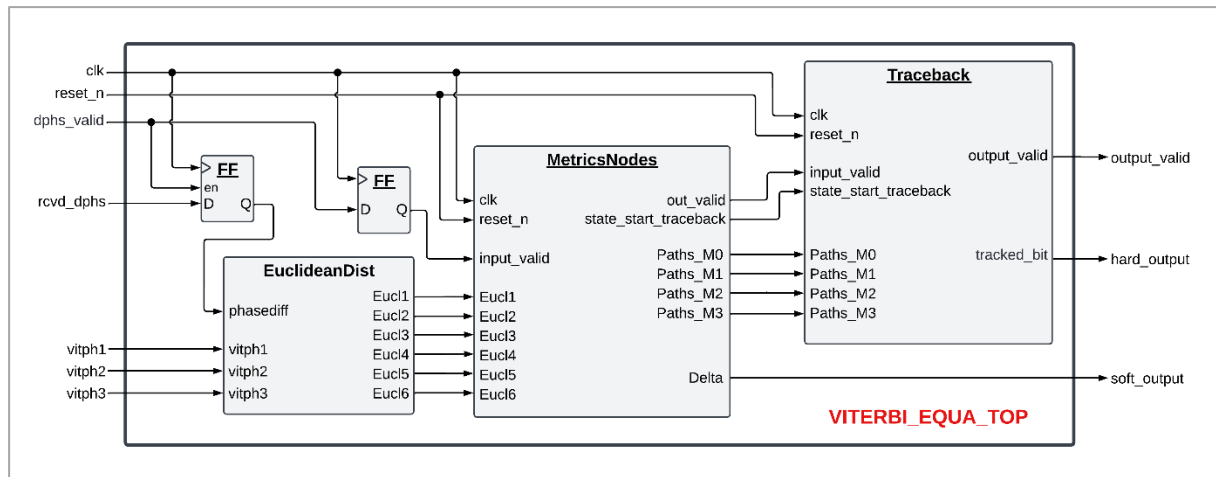 clk
reset_n
dphs_valid
rcvd_dphs
vitph1
vitph2
vitph3
FF
en
D
Q
FF
D
Q
EuclideanDist
phasediff
vitph1
vitph2
vitph3
Eucl1
Eucl2
Eucl3
Eucl4
Eucl5
Eucl6
MetricsNodes
clk
reset_n
input_valid
Eucl1
Eucl2
Eucl3
Eucl4
Eucl5
Eucl6
out_valid
state_start_traceback
Paths_M0
Paths_M1
Paths_M2
Paths_M3
Delta
Traceback
clk
reset_n
input_valid
state_start_traceback
Paths_M0
Paths_M1
Paths_M2
Paths_M3
output_valid
tracked_bit
output_valid
hard_output
soft_output
VITERBI_EQUA_TOP